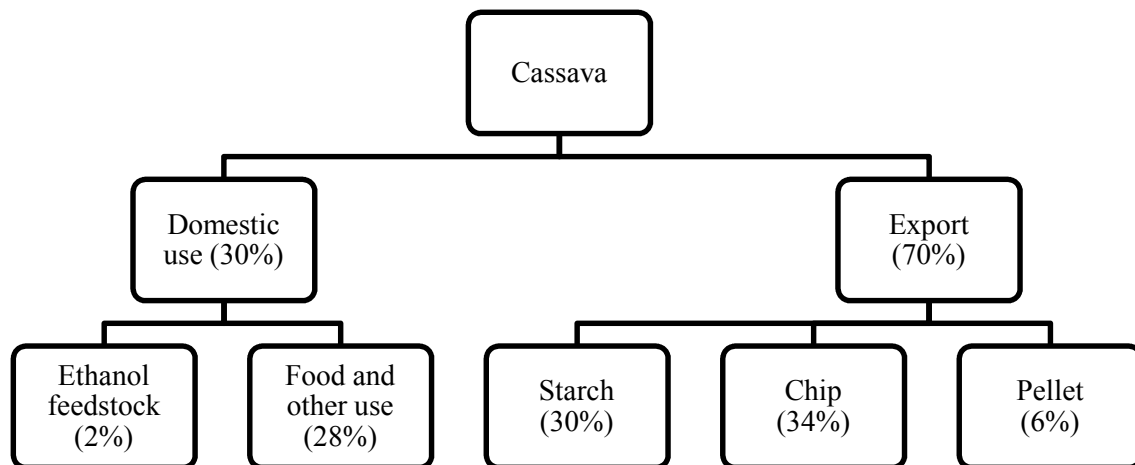 Cassava
Domestic
use (30%)
Export
(70%)
Ethanol
feedstock
(2%)
Food and
other use
(28%)
Starch
(30%)
Chip
(34%)
Pellet
(6%)